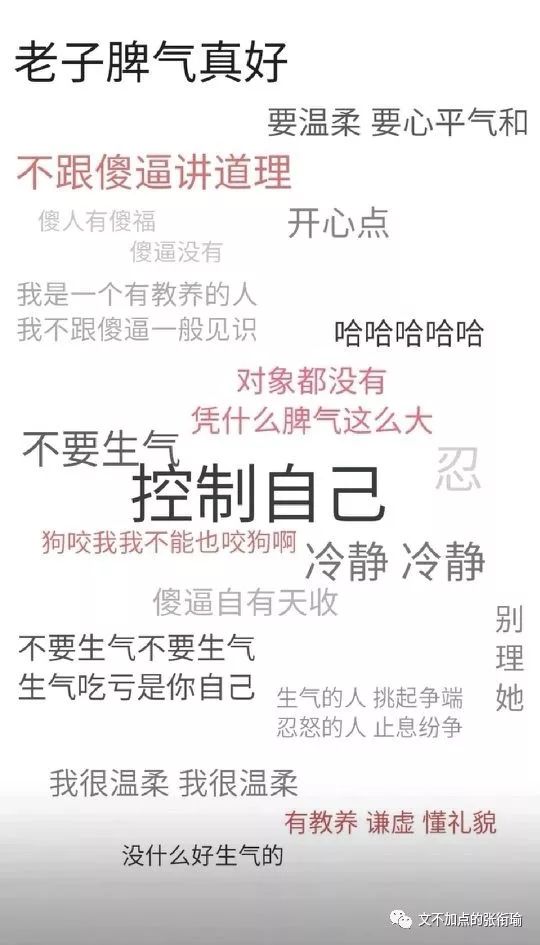 老子脾气真好
要温柔 要心平气和
不跟傻逼讲道理
傻人有傻福
开心点
傻逼没有
我是一个有教养的人
我不跟傻逼一般见识
哈哈哈哈哈
对象都没有
凭什么脾气这么大
不要生气
忍
控制自己
狗咬我我不能也咬狗啊
冷静 冷静
傻逼自有天收
别理她
不要生气不要生气
生气吃亏是你自己
生气的人 挑起争端
忍怒的人 止息纷争
我很温柔 我很温柔
有教养 谦虚 懂礼貌
没什么好生气的
文不加点的张衔瑜